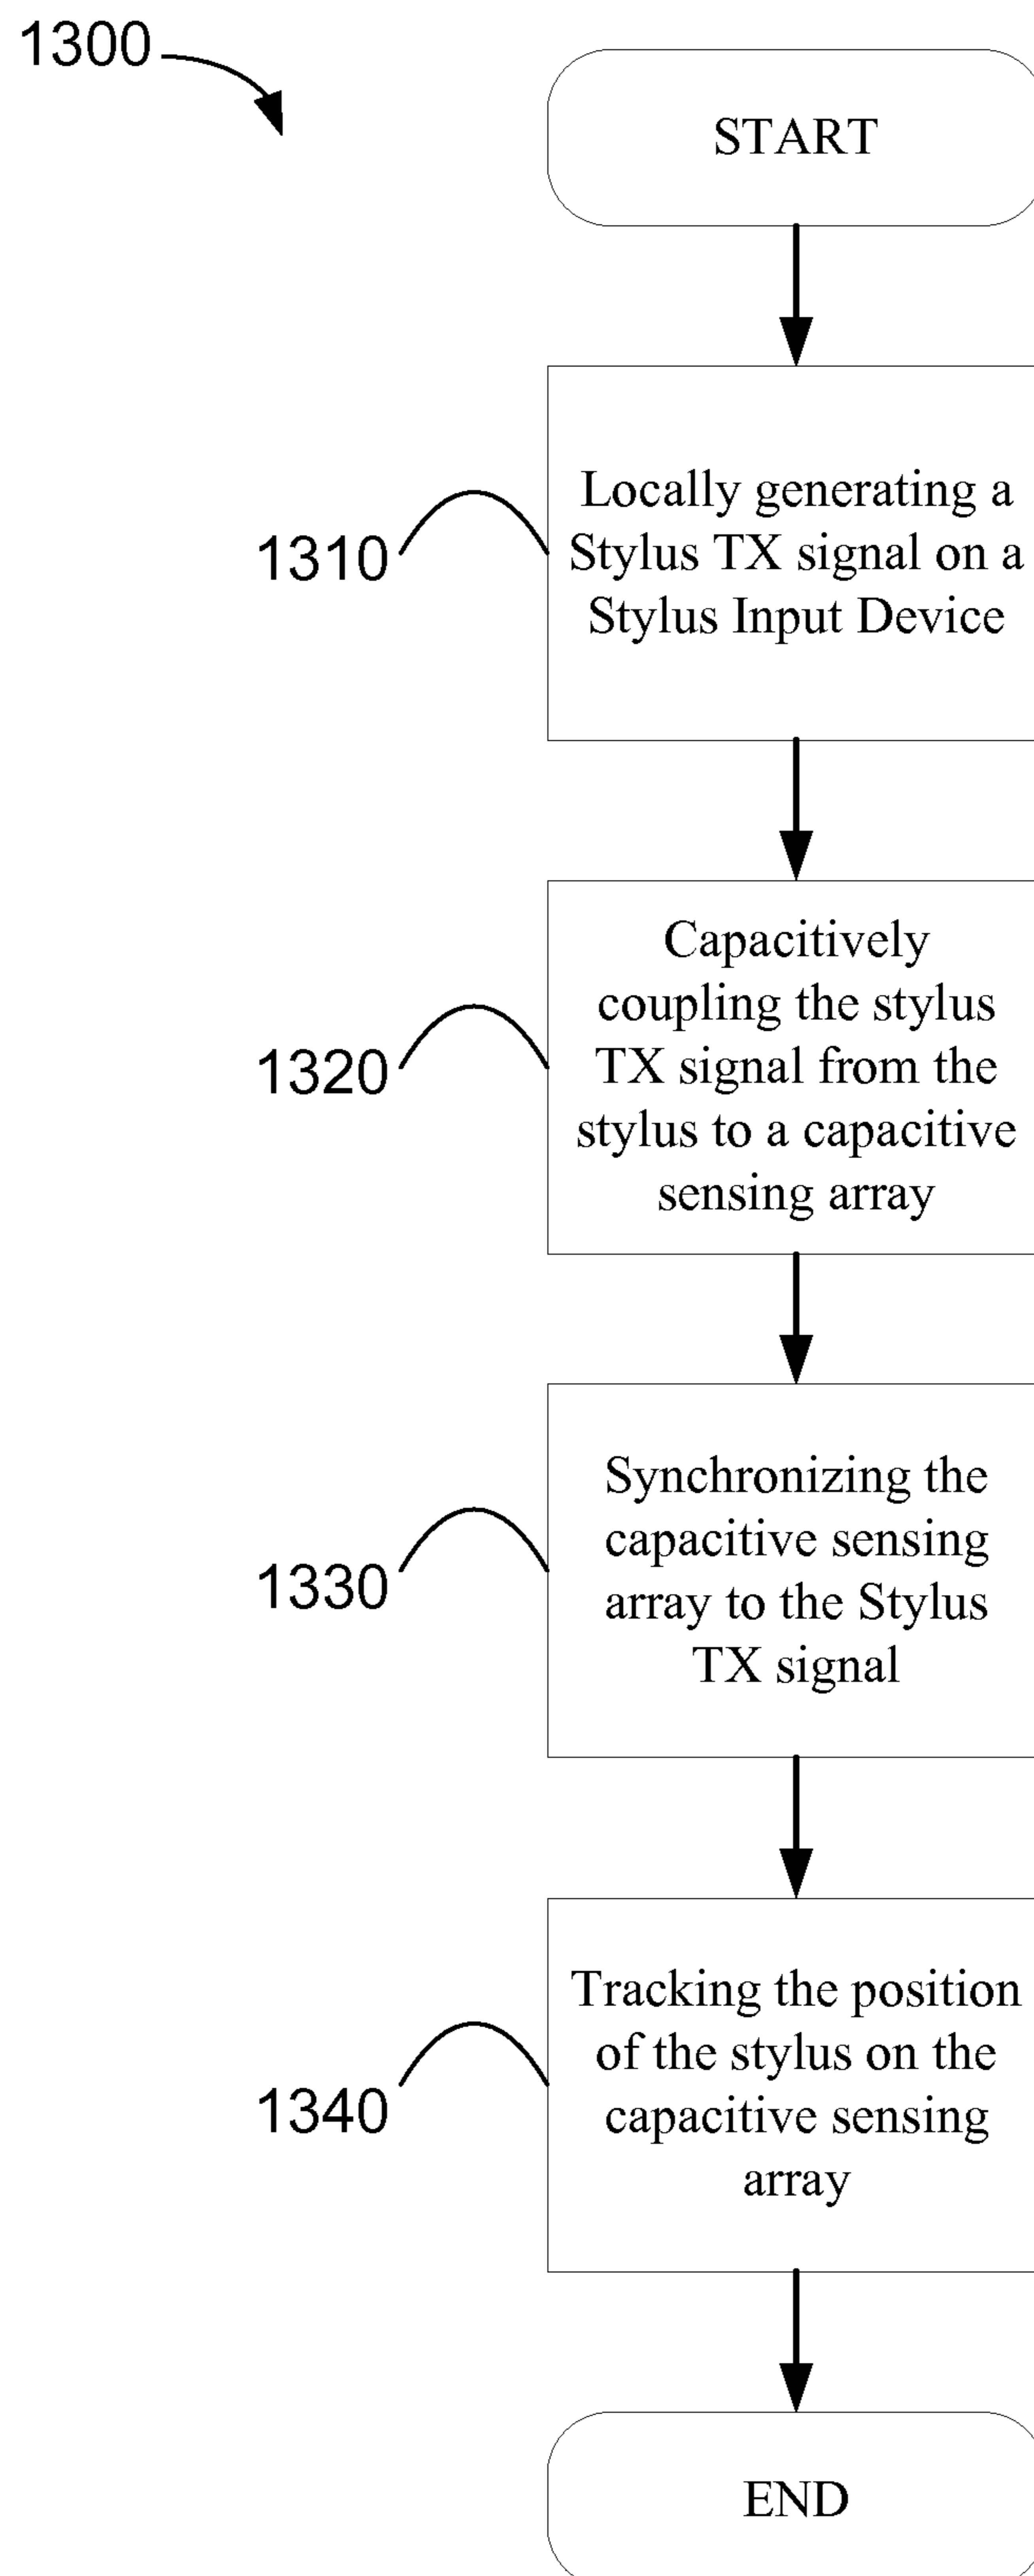 1300
START
1310
Locally generating a
Stylus TX signal on a
Stylus Input Device
1320
Capacitively
coupling the stylus
TX signal from the
stylus to a capacitive
sensing array
1330
Synchronizing the
capacitive sensing
array to the Stylus
TX signal
1340
Tracking the position
of the stylus on the
capacitive sensing
array
END